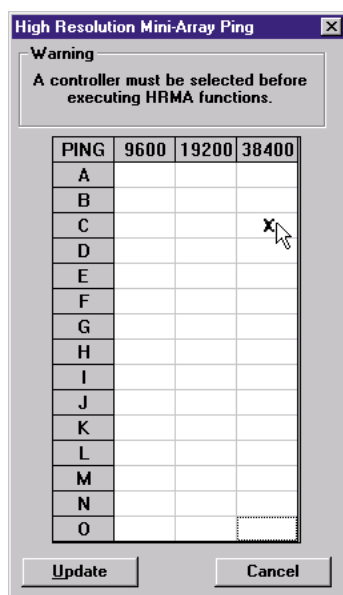 High Resolution Mini-Array Ping
Warning
A controller must be selected before
executing HRMA functions.
PING 9600 19200 38400
A
B
C X
D
E
F
G
H
I
J
K
L
M
N
O
Update Cancel